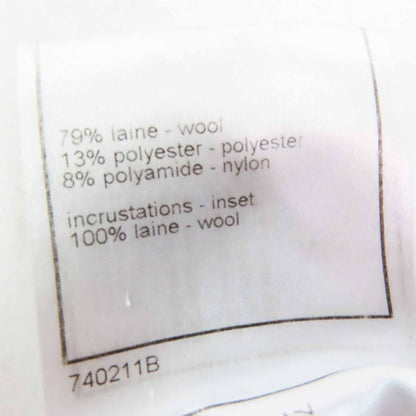 79% laine - wool
13% polyester - polyester
8% polyamide - nylon
incrustations - inset
100% laine - wool
740211B